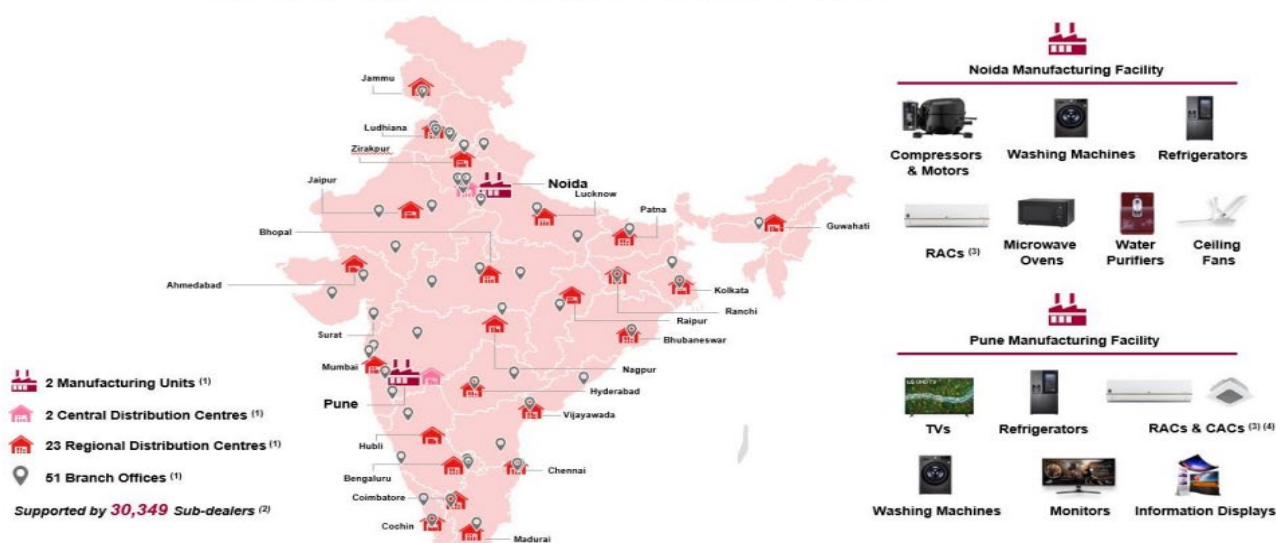 Jammu
Ludhiana
Zirakpur
Noida
Jaipur
Lucknow
Patna
Bhopal
Guwahati
Ahmedabad
Kolkata
Ranchi
Raipur
Surat
Bhubaneswar
Mumbai
Nagpur
Hyderabad
Pune
Vijayawada
Hubli
Bengaluru
Chennai
Coimbatore
Cochin
Madurai
2 Manufacturing Units (1)
2 Central Distribution Centres (1)
23 Regional Distribution Centres (1)
51 Branch Offices (1)
Supported by 30,349 Sub-dealers (2)
Noida Manufacturing Facility
Compressors
& Motors
Washing Machines
Refrigerators
RACs (3)
Microwave
Ovens
Water
Purifiers
Ceiling
Fans
Pune Manufacturing Facility
LG UHD TV
TVs
Refrigerators
RACs & CACs (3) (4)
Washing Machines
Monitors
Information Displays